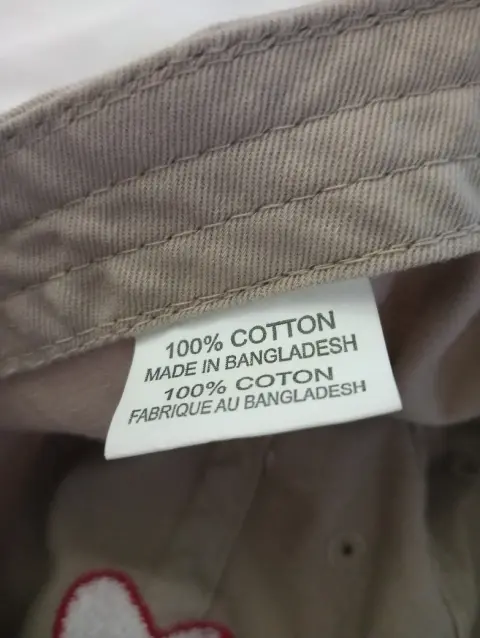 100% COTTON
MADE IN BANGLADESH
100% COTON
FABRIQUE AU BANGLADESH